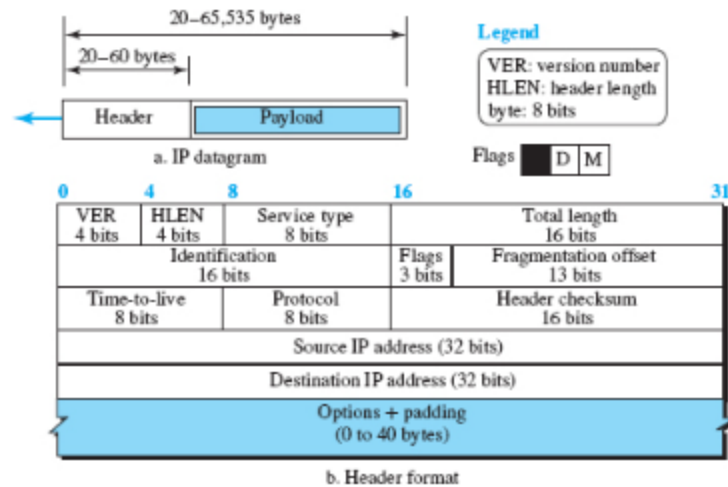 20–65,535 bytes
20–60 bytes
Header
Payload
a. IP datagram
Legend
VER: version number
HLEN: header length
byte: 8 bits
Flags D M
0 4 8 16 31
VER HLEN Service type Total length
4 bits 4 bits 8 bits 16 bits
Identification Flags Fragmentation offset
16 bits 3 bits 13 bits
Time-to-live Protocol Header checksum
8 bits 8 bits 16 bits
Source IP address (32 bits)
Destination IP address (32 bits)
Options + padding
(0 to 40 bytes)
b. Header format